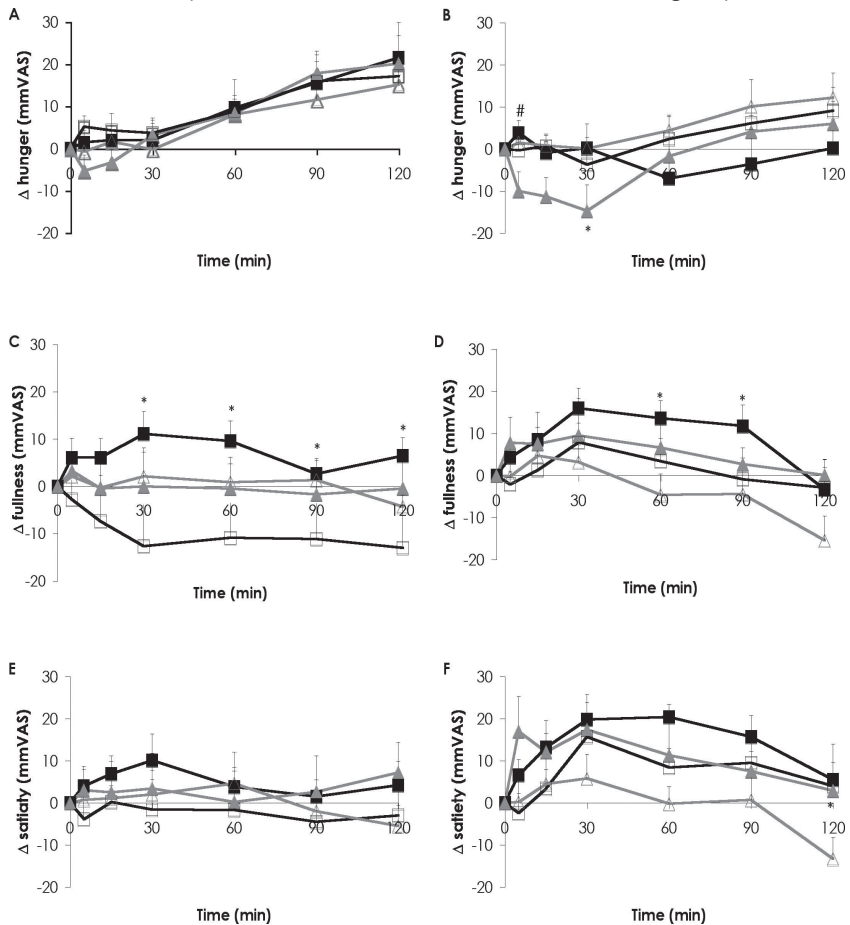 A
Δ hunger (mmVAS)
30
20
10
0
-10
-20
0 30 60 90 120
Time (min)
B
Δ hunger (mmVAS)
30
20
10
0
-10
-20
#
*
0 30 60 90 120
Time (min)
C
Δ fullness (mmVAS)
30
20
10
0
-10
-20
* * * *
0 30 60 90 120
Time (min)
D
Δ fullness (mmVAS)
30
20
10
0
-10
-20
* *
0 30 60 90 120
Time (min)
E
Δ satiaty (mmVAS)
30
20
10
0
-10
-20
0 30 60 90 120
Time (min)
F
Δ satiety (mmVAS)
30
20
10
0
-10
-20
*
0 30 60 90 120
Time (min)